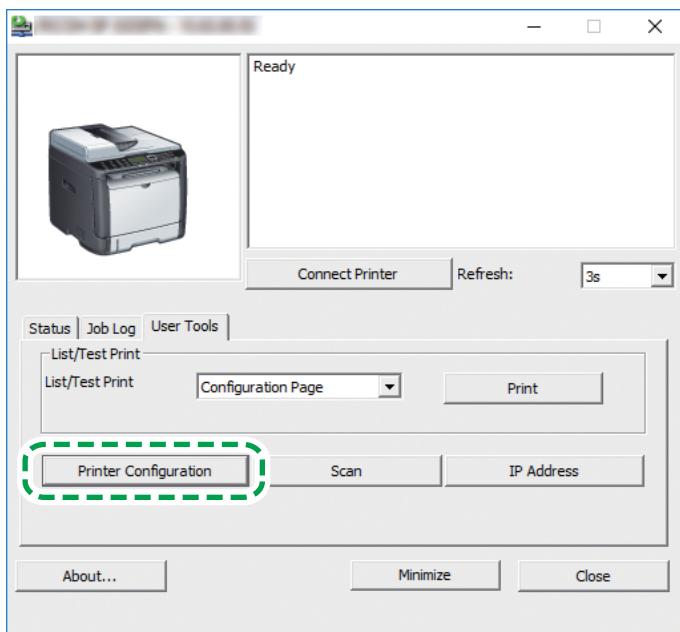 Ready
Connect Printer Refresh: 3s
Status Job Log User Tools
List/Test Print
List/Test Print Configuration Page Print
Printer Configuration Scan IP Address
About... Minimize Close